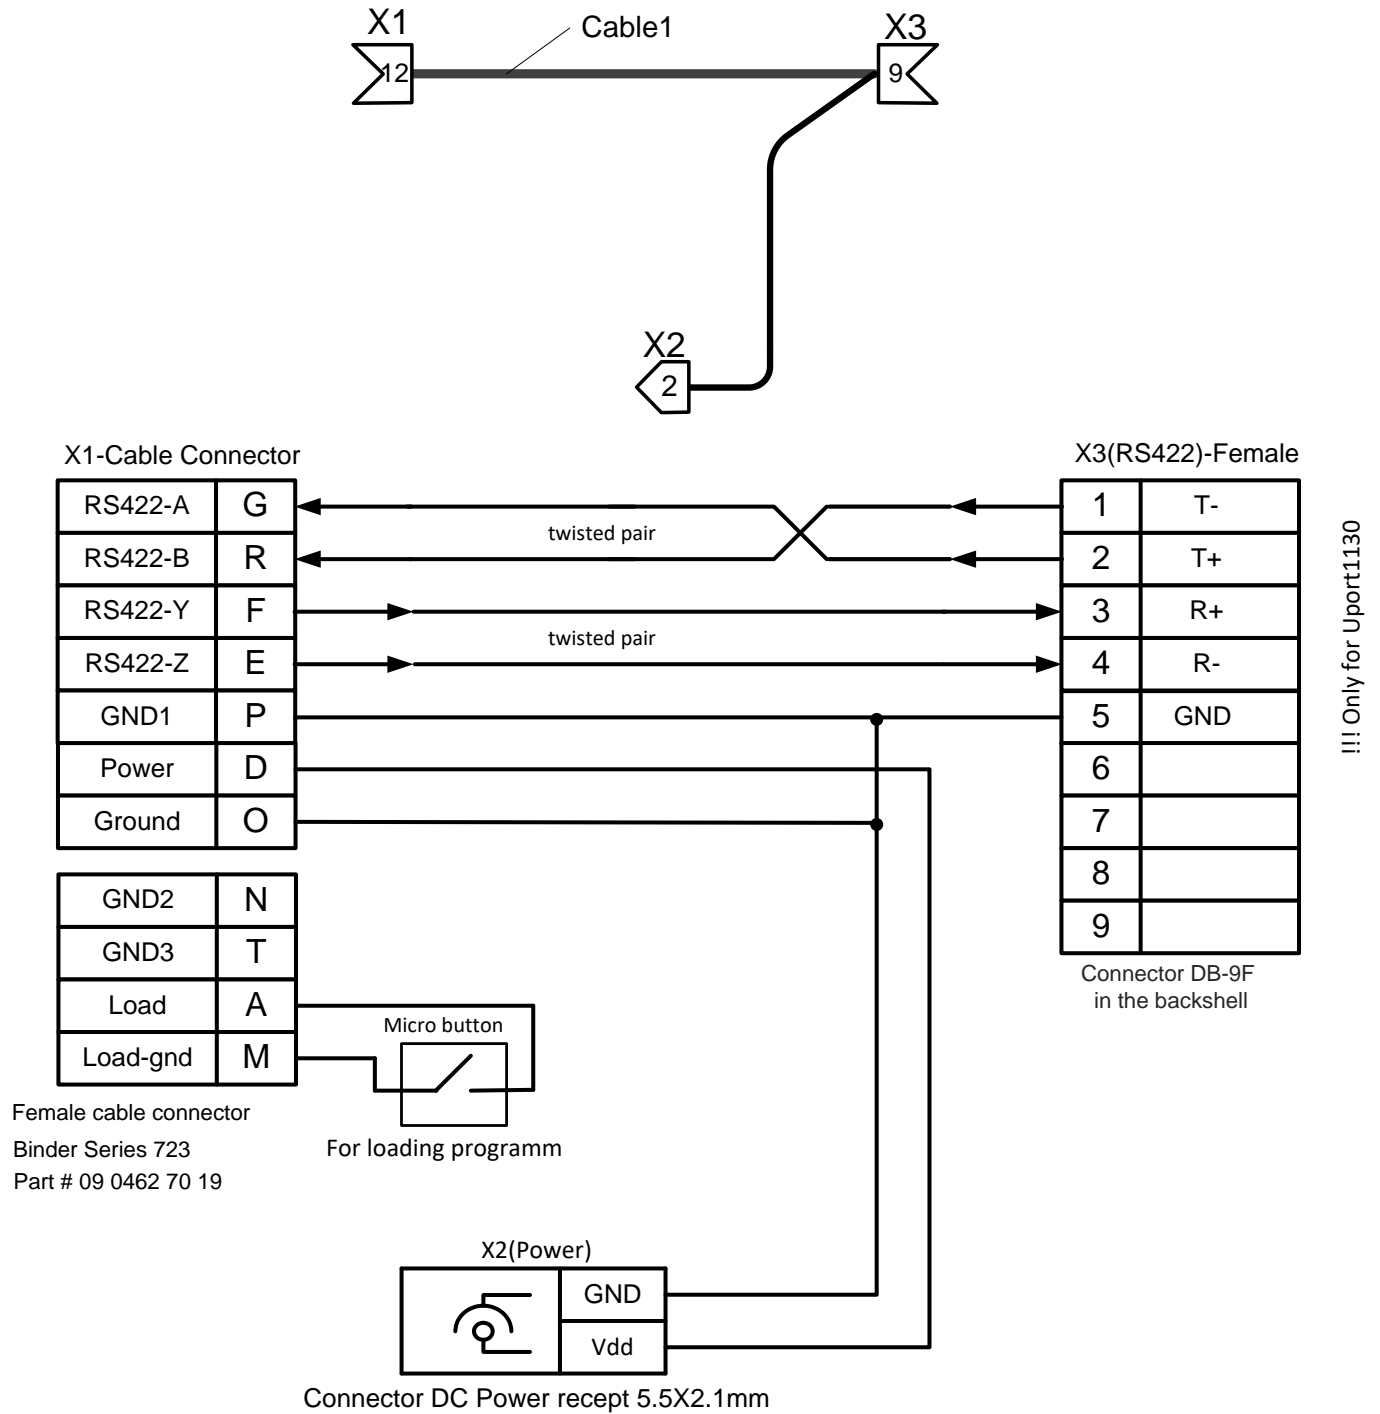 X1
Cable1
X3
12
9
X2
2
X1-Cable Connector
X3(RS422)-Female
RS422-A G
1 T-
twisted pair
RS422-B R
2 T+
RS422-Y F
3 R+
twisted pair
RS422-Z E
4 R-
GND1 P
5 GND
Power D
6
Ground O
7
8
9
!!! Only for Uport1130
Connector DB-9F
in the backshell
GND2 N
GND3 T
Load A
Load-gnd M
Micro button
For loading programm
Female cable connector
Binder Series 723
Part # 09 0462 70 19
X2(Power)
GND
Vdd
Connector DC Power recept 5.5X2.1mm